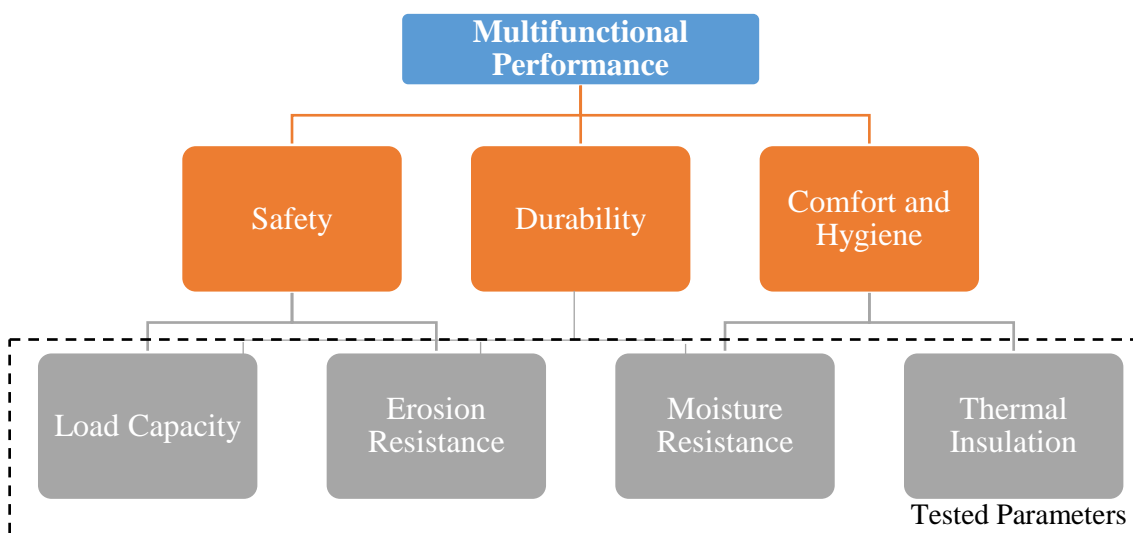 Multifunctional
Performance
Safety
Durability
Comfort and
Hygiene
Load Capacity
Erosion
Resistance
Moisture
Resistance
Thermal
Insulation
Tested Parameters